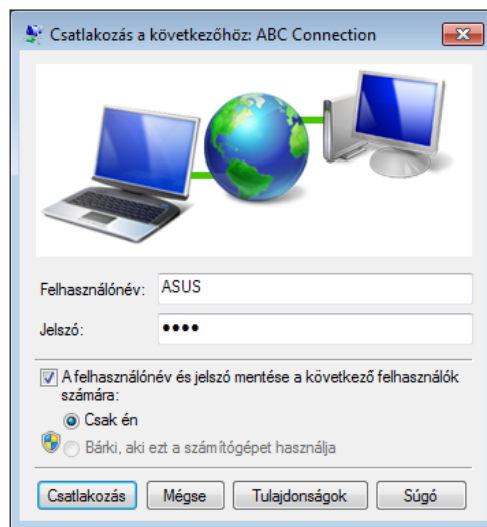 Csatlakozás a következőhöz: ABC Connection
Felhasználónév: ASUS
Jelszó: ••••
A felhasználónév és jelszó mentése a következő felhasználók
számára:
Csak én
Bárki, aki ezt a számítógépet használja
Csatlakozás Mégse Tulajdonságok Súgó